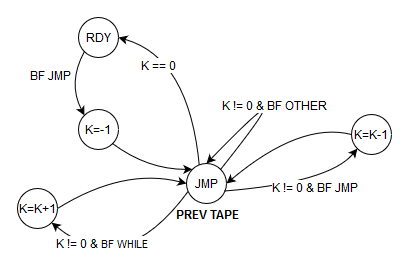 RDY
BF JMP
K == 0
K != 0 & BF OTHER
K=-1
K=K-1
JMP
K != 0 & BF JMP
PREV TAPE
K=K+1
K != 0 & BF WHILE